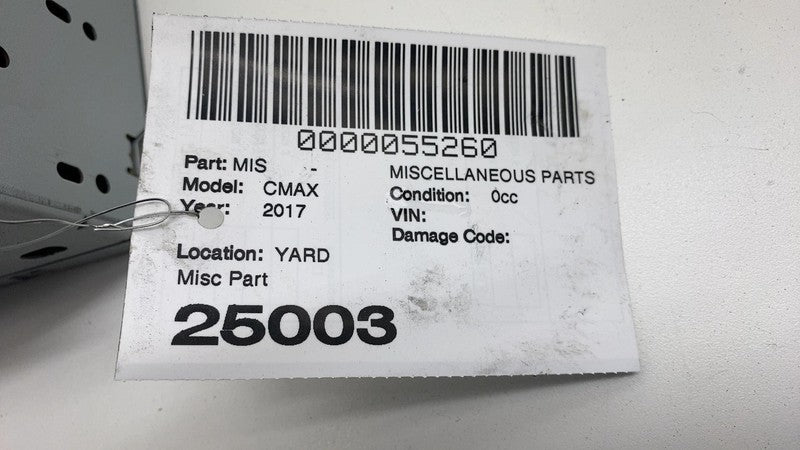 0000055260
Part: MIS -
MISCELLANEOUS PARTS
Model: CMAX
Condition: 0cc
Year: 2017
VIN:
Damage Code:
Location: YARD
Misc Part
25003